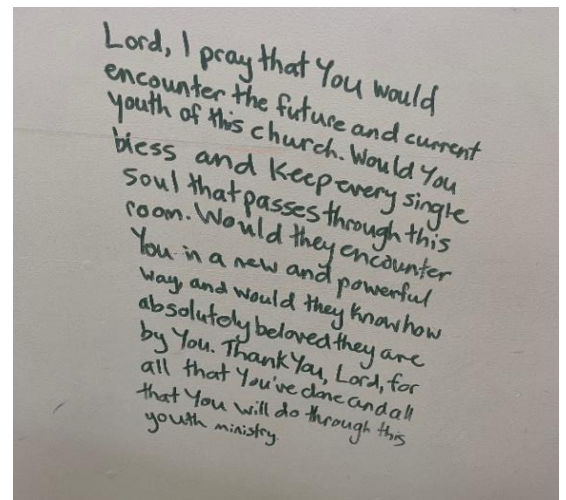 Lord, I pray that You would
encounter the future and current
youth of this church. Would You
bless and keep every single
soul that passes through this
room. Would they encounter
You in a new and powerful
way, and would they know how
absolutely beloved they are
by You. Thank You, Lord, for
all that You've done and all
that You will do through this
youth ministry.